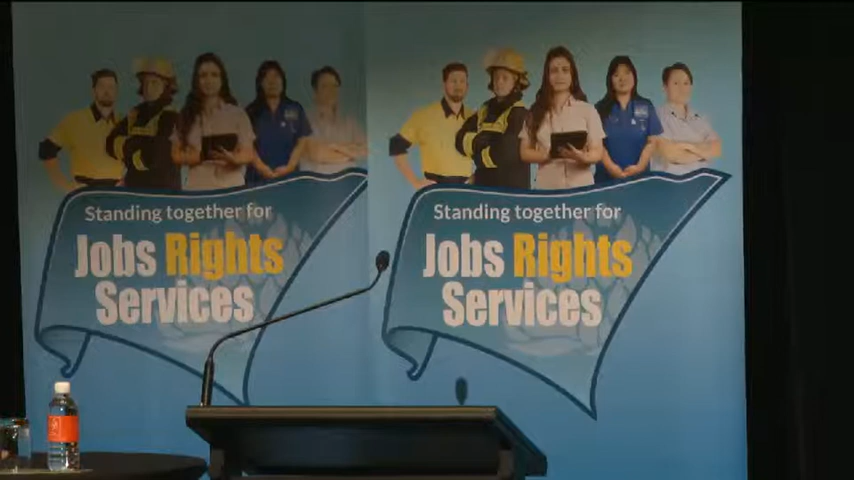 Standing together for
Jobs Rights
Services
Standing together for
Jobs Rights
Services